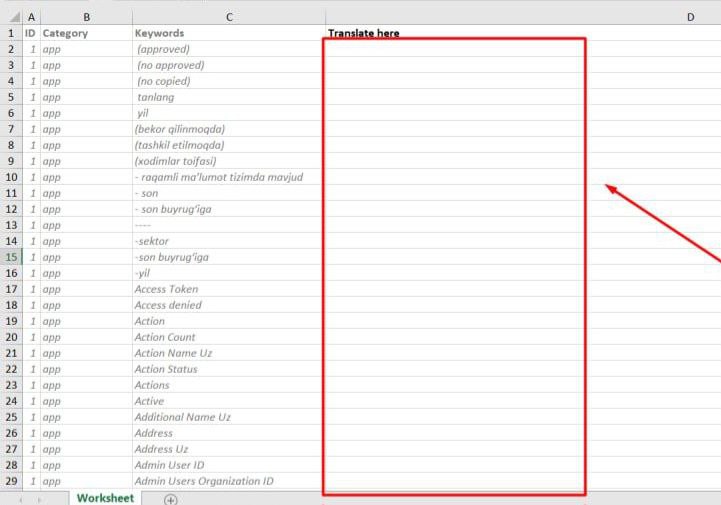 A B C D
1 ID Category Keywords Translate here
2 1 app (approved)
3 1 app (no approved)
4 1 app (no copied)
5 1 app tanlang
6 1 app yil
7 1 app (bekor qilinmoqda)
8 1 app (tashkil etilmoqda)
9 1 app (xodimlar toifasi)
10 1 app - raqamli ma'lumot tizimda mavjud
11 1 app - son
12 1 app - son buyrug'iga
13 1 app ----
14 1 app -sektor
15 1 app -son buyrug'iga
16 1 app -yil
17 1 app Access Token
18 1 app Access denied
19 1 app Action
20 1 app Action Count
21 1 app Action Name Uz
22 1 app Action Status
23 1 app Actions
24 1 app Active
25 1 app Additional Name Uz
26 1 app Address
27 1 app Address Uz
28 1 app Admin User ID
29 1 app Admin Users Organization ID
Worksheet